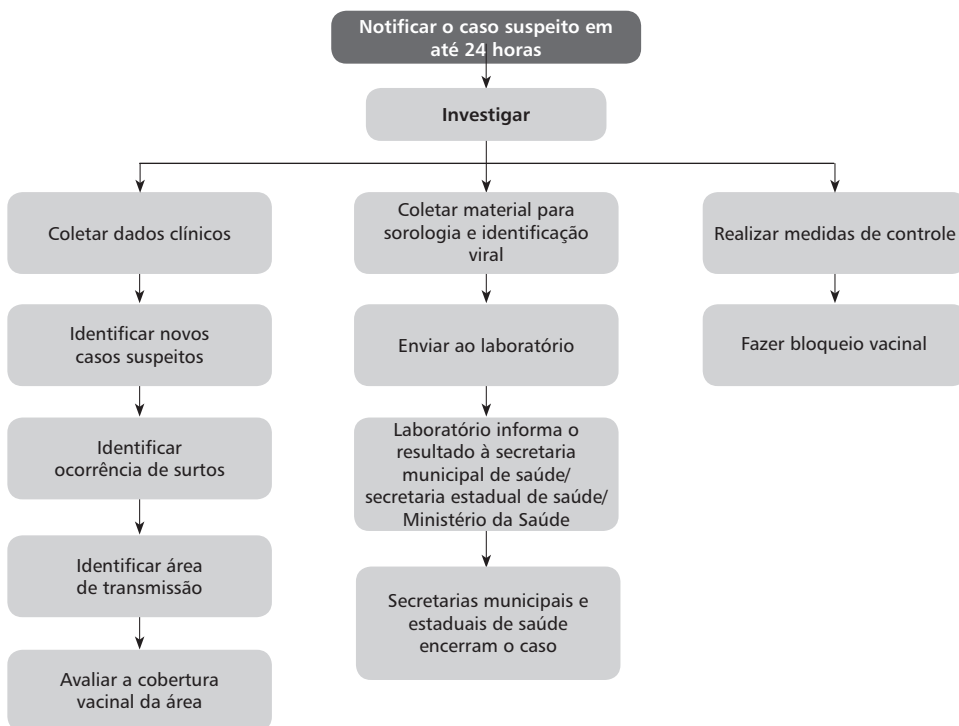 Notificar o caso suspeito em
até 24 horas
Investigar
Coletar dados clínicos
Identificar novos
casos suspeitos
Identificar
ocorrência de surtos
Identificar área
de transmissão
Avaliar a cobertura
vacinal da área
Coletar material para
sorologia e identificação
viral
Enviar ao laboratório
Laboratório informa o
resultado à secretaria
municipal de saúde/
secretaria estadual de saúde/
Ministério da Saúde
Secretarias municipais e
estaduais de saúde
encerram o caso
Realizar medidas de controle
Fazer bloqueio vacinal